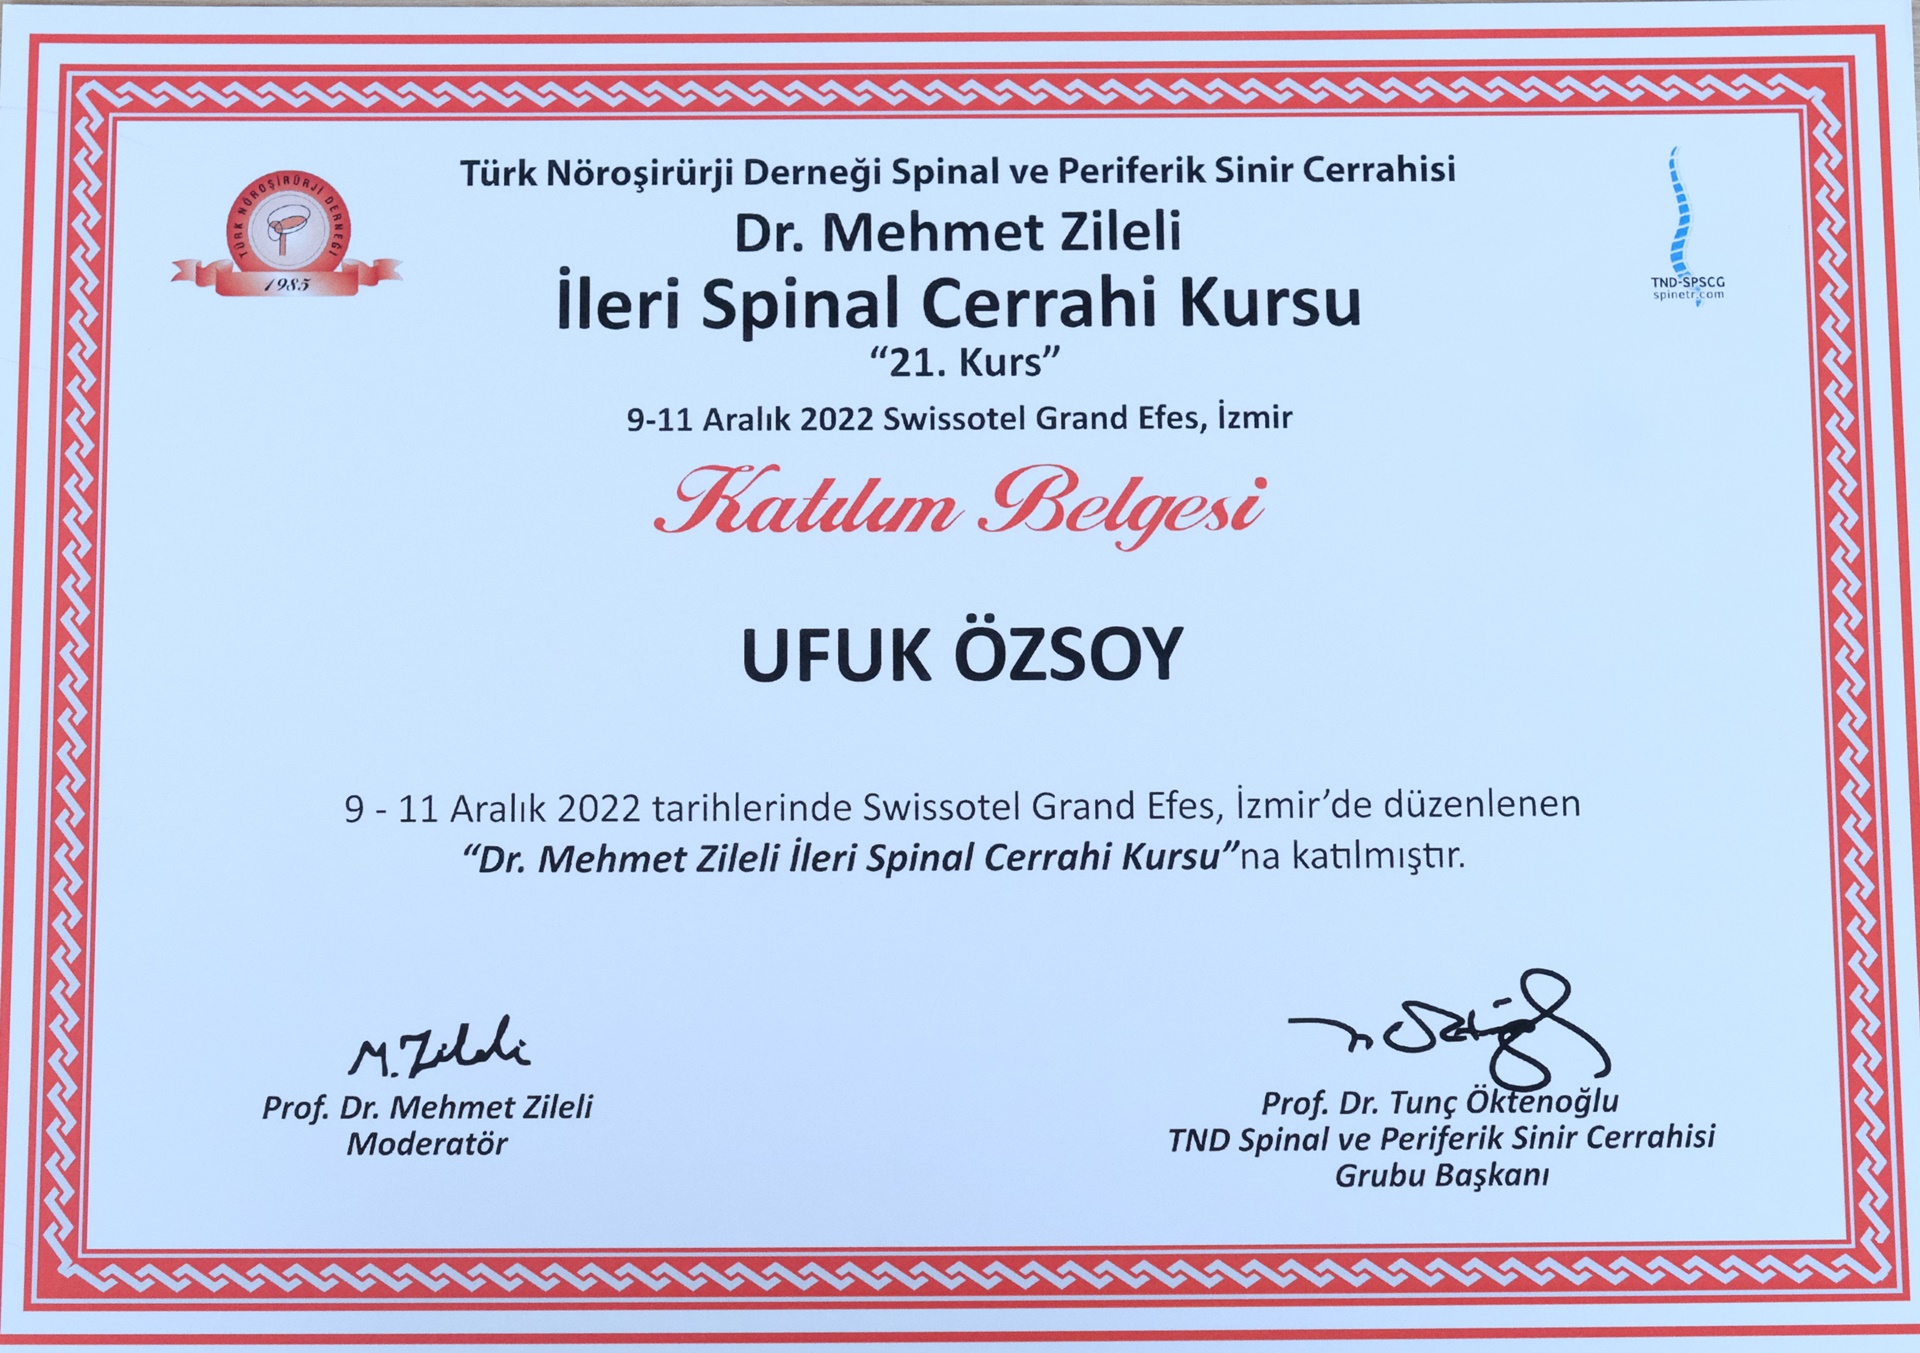 Türk Nöroşirürji Derneği Spinal ve Periferik Sinir Cerrahisi
TÜRK NÖROŞİRÜRJİ DERNEĞİ
1985
TND-SPSCG
spinetr.com
Dr. Mehmet Zileli
İleri Spinal Cerrahi Kursu
“21. Kurs”
9-11 Aralık 2022 Swissotel Grand Efes, İzmir
Katılım Belgesi
UFUK ÖZSOY
9 - 11 Aralık 2022 tarihlerinde Swissotel Grand Efes, İzmir’de düzenlenen
“Dr. Mehmet Zileli İleri Spinal Cerrahi Kursu”na katılmıştır.
M. Zileli
Prof. Dr. Mehmet Zileli
Moderatör
Prof. Dr. Tunç Öktenoğlu
TND Spinal ve Periferik Sinir Cerrahisi
Grubu Başkanı